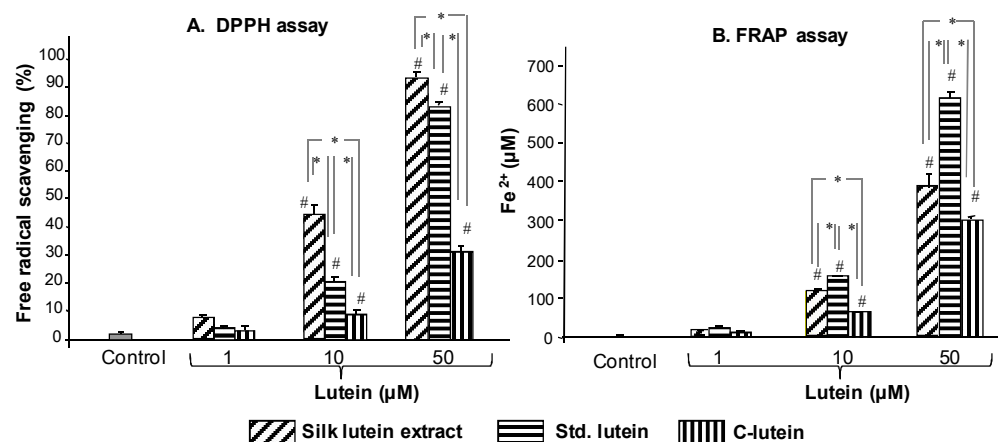 A. DPPH assay
Free radical scavenging (%)
100
90
80
70
60
50
40
30
20
10
0
# * # * * # # * # * * #
Control 1 10 50
Lutein (µM)
B. FRAP assay
Fe2+ (µM)
700
600
500
400
300
200
100
0
# * # * * # # * # * * #
Control 1 10 50
Lutein (µM)
Silk lutein extract Std. lutein C-lutein